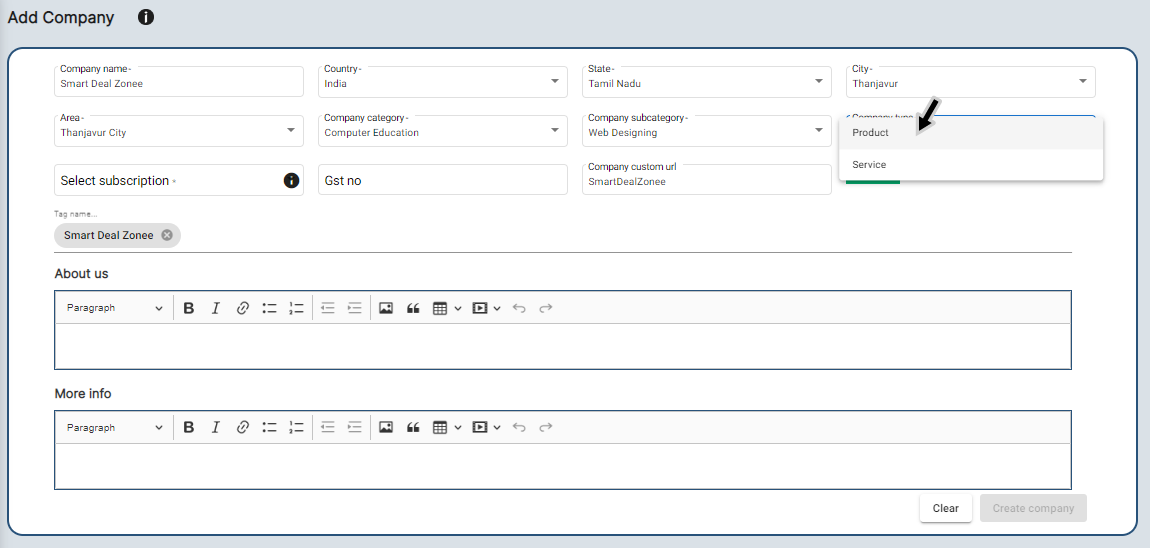 Add Company
Company name-
Smart Deal Zonee
Country-
India
State-
Tamil Nadu
City-
Thanjavur
Area-
Thanjavur City
Company category-
Computer Education
Company subcategory-
Web Designing
Company type
Product
Service
Select subscription *
Gst no
Company custom url
SmartDealZonee
Tag name...
Smart Deal Zonee
About us
Paragraph
More info
Paragraph
Clear
Create company